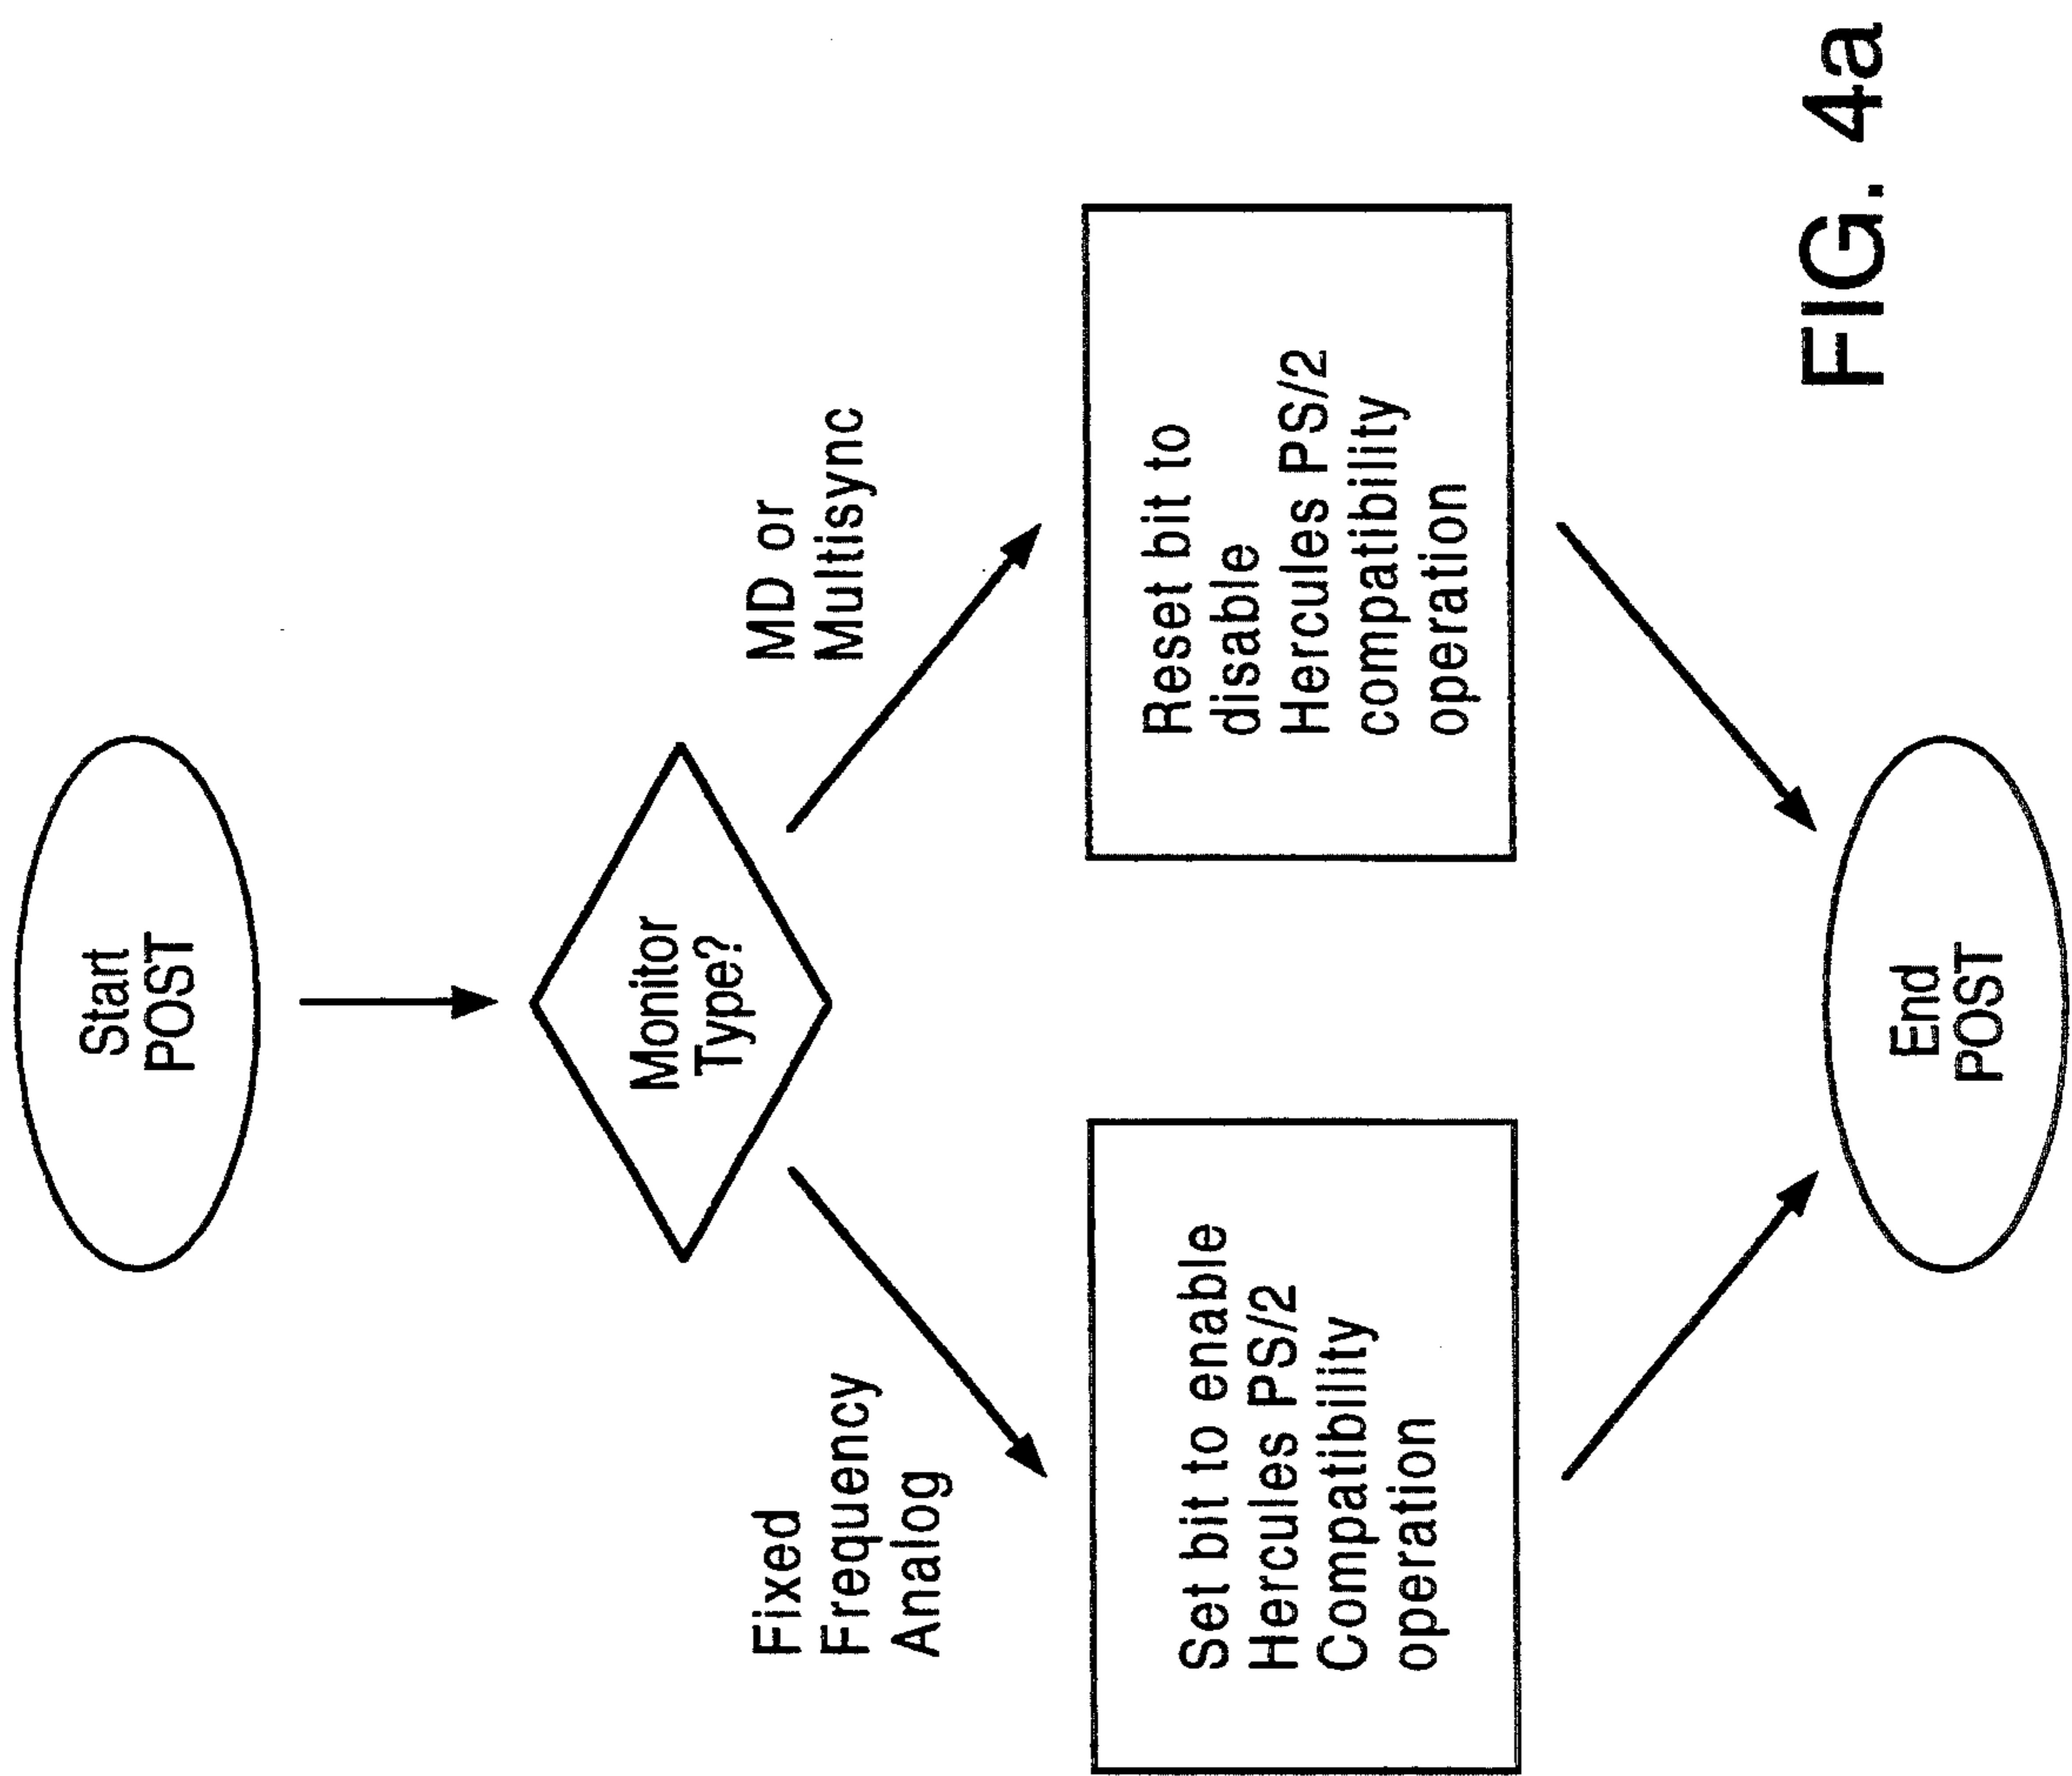 Start
POST
Monitor
Type?
Fixed
Frequency
Analog
MD or
Multisync
Set bit to enable
Hercules PS/2
Compatibility
operation
Reset bit to
disable
Hercules PS/2
compatibility
operation
End
POST
FIG. 4a